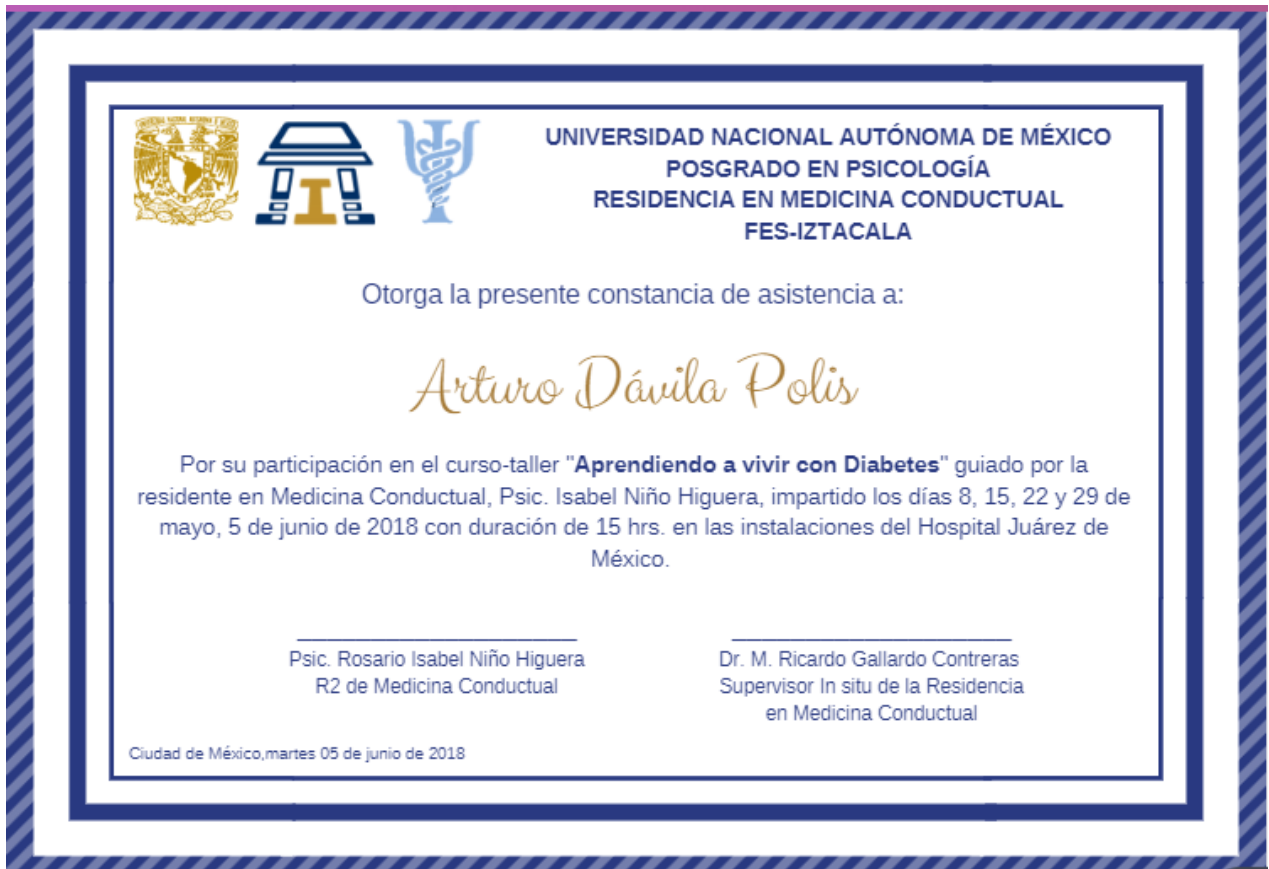 UNIVERSIDAD NACIONAL AUTÓNOMA DE MÉXICO
POSGRADO EN PSICOLOGÍA
RESIDENCIA EN MEDICINA CONDUCTUAL
FES-IZTACALA
Otorga la presente constancia de asistencia a:
Arturo Dávila Polis
Por su participación en el curso-taller "Aprendiendo a vivir con Diabetes" guiado por la
residente en Medicina Conductual, Psic. Isabel Niño Higuera, impartido los días 8, 15, 22 y 29 de
mayo, 5 de junio de 2018 con duración de 15 hrs. en las instalaciones del Hospital Juárez de
México.
Psic. Rosario Isabel Niño Higuera
R2 de Medicina Conductual
Dr. M. Ricardo Gallardo Contreras
Supervisor In situ de la Residencia
en Medicina Conductual
Ciudad de México,martes 05 de junio de 2018